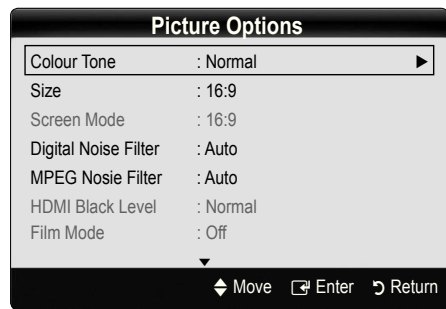 Picture Options
Colour Tone : Normal
Size : 16:9
Screen Mode : 16:9
Digital Noise Filter : Auto
MPEG Nosie Filter : Auto
HDMI Black Level : Normal
Film Mode : Off
Move Enter Return